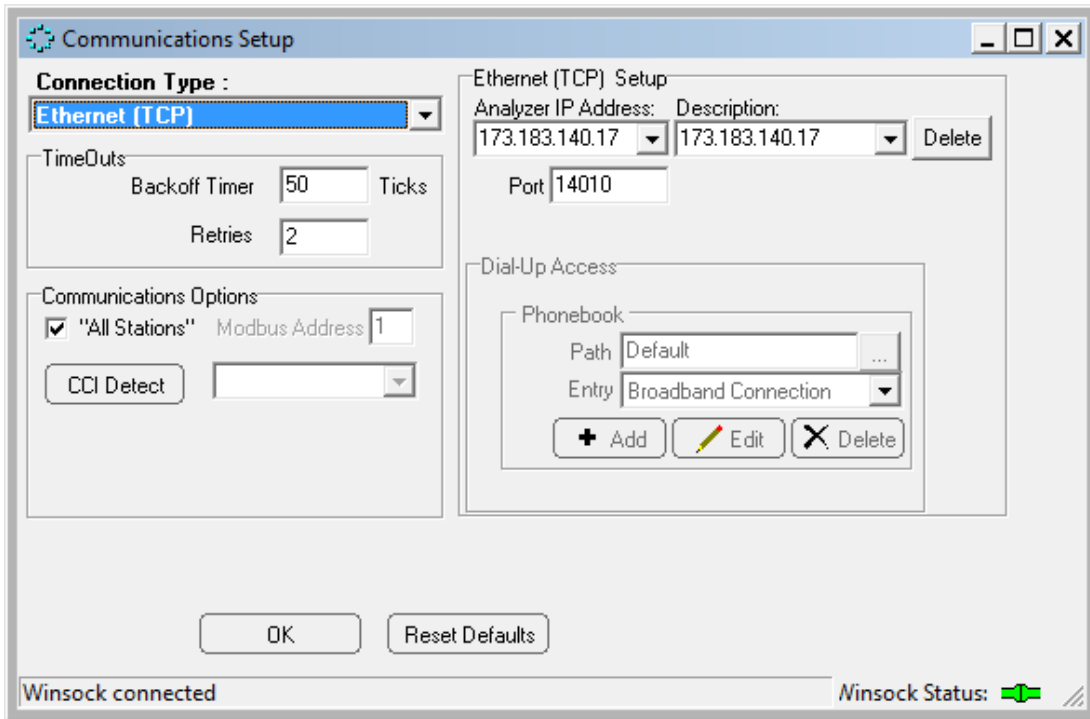 Communications Setup
Connection Type :
Ethernet (TCP)
TimeOuts
Backoff Timer 50 Ticks
Retries 2
Communications Options
"All Stations" Modbus Address 1
CCI Detect
Ethernet (TCP) Setup
Analyzer IP Address: Description:
173.183.140.17 173.183.140.17 Delete
Port 14010
Dial-Up Access
Phonebook
Path Default ...
Entry Broadband Connection
Add Edit Delete
OK Reset Defaults
Winsock connected Winsock Status: